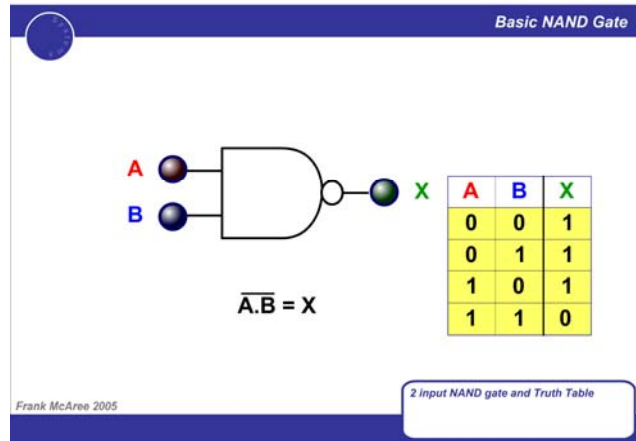 Basic NAND Gate
A
B
X
A.B = X
A B X
0 0 1
0 1 1
1 0 1
1 1 0
2 input NAND gate and Truth Table
Frank McAree 2005